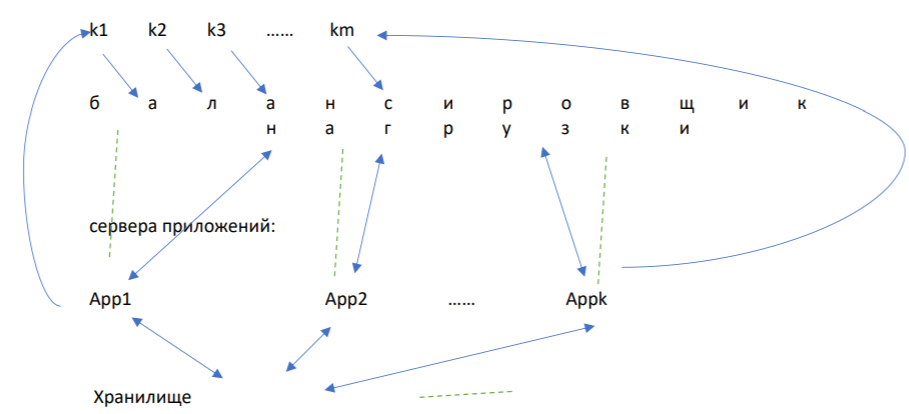 k1 k2 k3 …… km
б а л а н с и р о в щ и к
н а г р у з к и
сервера приложений:
App1 App2 …… Appk
Хранилище